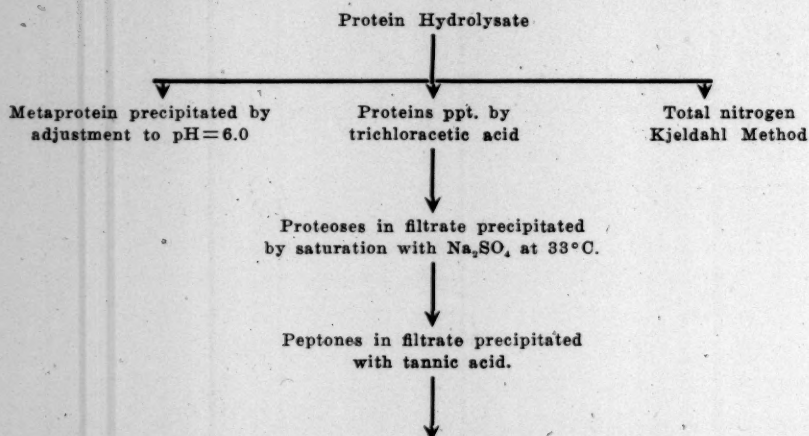 Protein Hydrolysate
Metaprotein precipitated by
adjustment to pH=6.0
Proteins ppt. by
trichloracetic acid
Total nitrogen
Kjeldahl Method
Proteoses in filtrate precipitated
by saturation with Na₂SO₄ at 33°C.
Peptones in filtrate precipitated
with tannic acid.